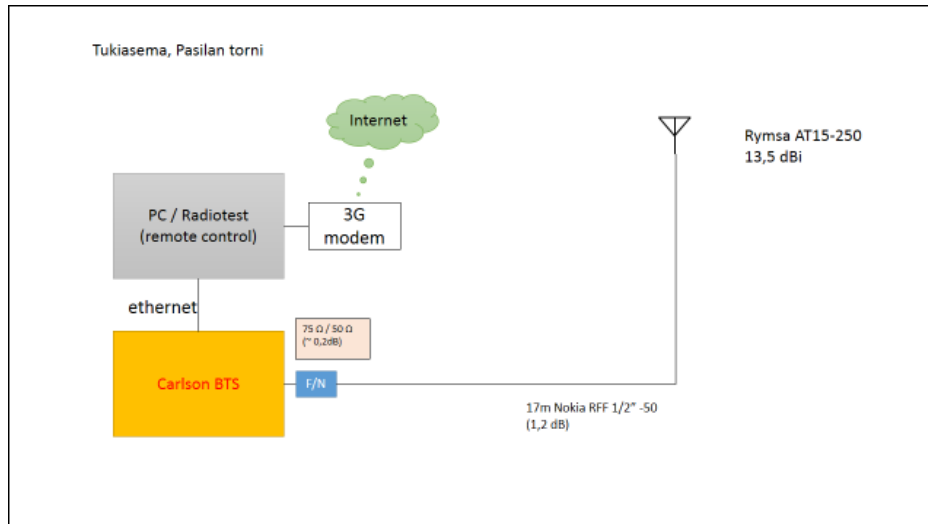 Tukiasema, Pasilan torni
Internet
Rymsa AT15-250
13,5 dBi
PC / Radiotest
(remote control)
3G
modem
ethernet
75 Ω / 50 Ω
(~ 0,2dB)
Carlson BTS
F/N
17m Nokia RFF 1/2" -50
(1,2 dB)